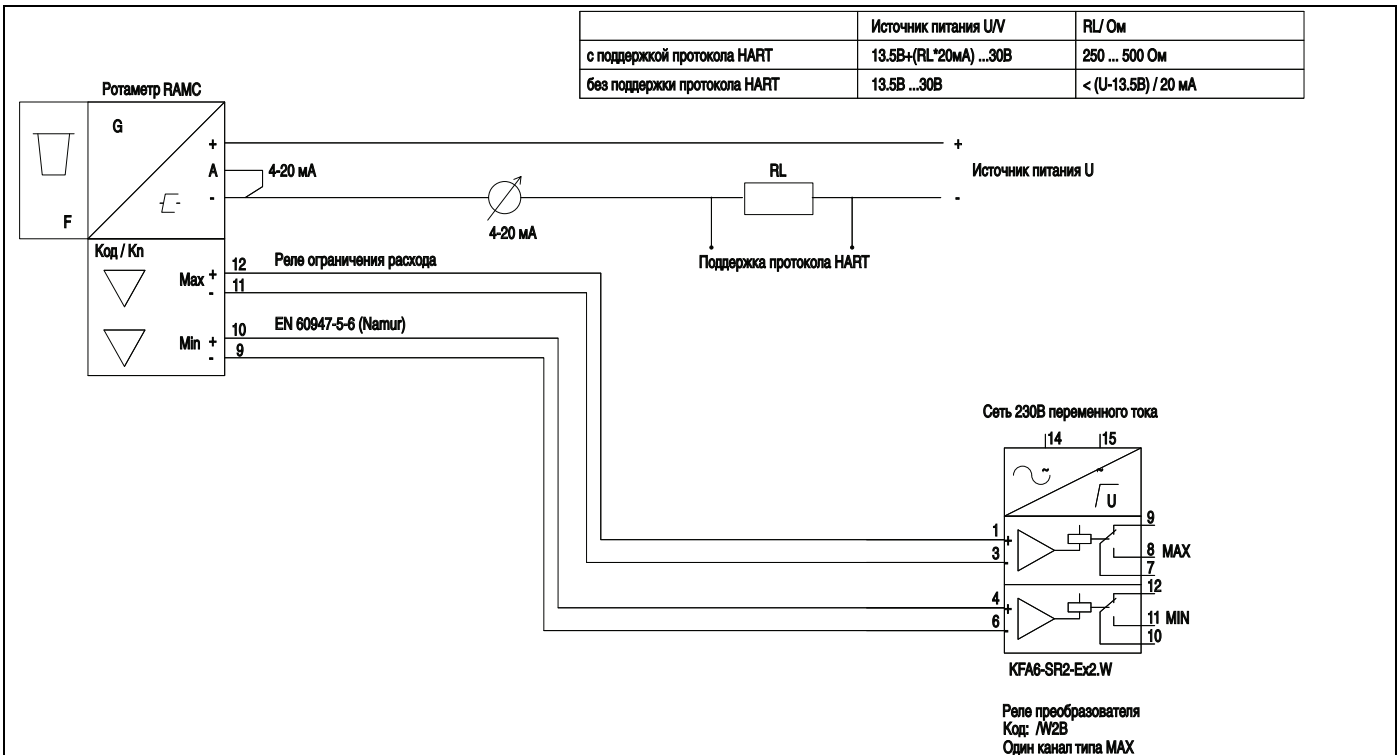 Источник питания U/V RL/ Ом
с поддержкой протокола HART 13.5В+(RL*20мА) ...30В 250 ... 500 Ом
без поддержки протокола HART 13.5В ...30В < (U-13.5В) / 20 мА
Ротаметр RAMC
G
F
+
A 4-20 мА
-
4-20 мА
RL
+
Источник питания U
-
Поддержка протокола HART
Код / Kn
Max + 12 Реле ограничения расхода
- 11
Min + 10 EN 60947-5-6 (Namur)
- 9
Сеть 230В переменного тока
14 15
~ ~
U
1 + 9
3 - 8 MAX
7
4 + 12
6 - 11 MIN
10
KFA6-SR2-Ex2.W
Реле преобразователя
Код: /W2B
Один канал типа MAX